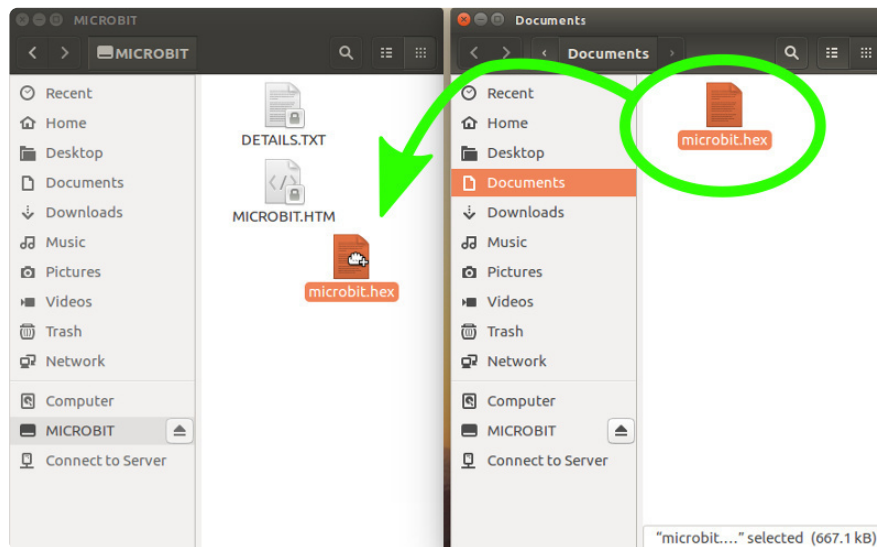 MICROBIT
MICROBIT
Recent
Home
Desktop
Documents
Downloads
Music
Pictures
Videos
Trash
Network
Computer
MICROBIT
Connect to Server
DETAILS.TXT
MICROBIT.HTM
microbit.hex
Documents
Documents
Recent
Home
Desktop
Documents
Downloads
Music
Pictures
Videos
Trash
Network
Computer
MICROBIT
Connect to Server
microbit.hex
"microbit...." selected (667.1 kB)